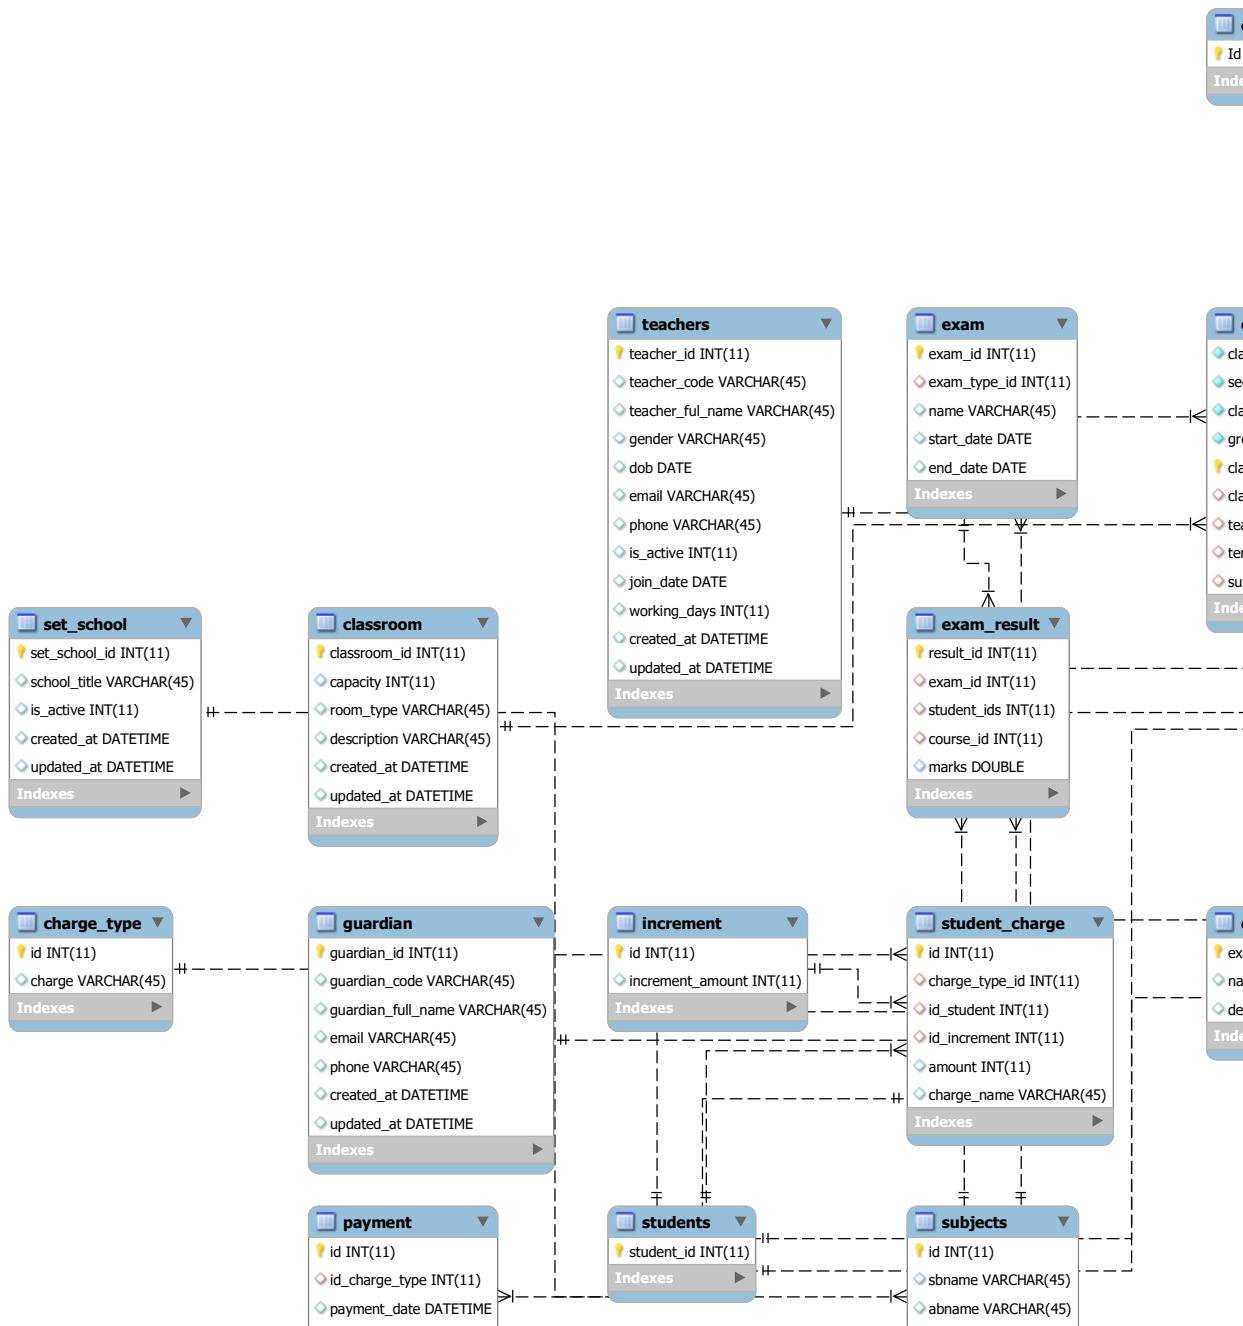 Id
teachers
teacher_id INT(11)
teacher_code VARCHAR(45)
teacher_ful_name VARCHAR(45)
gender VARCHAR(45)
dob DATE
email VARCHAR(45)
phone VARCHAR(45)
is_active INT(11)
join_date DATE
working_days INT(11)
created_at DATETIME
updated_at DATETIME
Indexes
exam
exam_id INT(11)
exam_type_id INT(11)
name VARCHAR(45)
start_date DATE
end_date DATE
Indexes
set_school
set_school_id INT(11)
school_title VARCHAR(45)
is_active INT(11)
created_at DATETIME
updated_at DATETIME
Indexes
classroom
classroom_id INT(11)
capacity INT(11)
room_type VARCHAR(45)
description VARCHAR(45)
created_at DATETIME
updated_at DATETIME
Indexes
exam_result
result_id INT(11)
exam_id INT(11)
student_ids INT(11)
course_id INT(11)
marks DOUBLE
Indexes
charge_type
id INT(11)
charge VARCHAR(45)
Indexes
guardian
guardian_id INT(11)
guardian_code VARCHAR(45)
guardian_full_name VARCHAR(45)
email VARCHAR(45)
phone VARCHAR(45)
created_at DATETIME
updated_at DATETIME
Indexes
increment
id INT(11)
increment_amount INT(11)
Indexes
student_charge
id INT(11)
charge_type_id INT(11)
id_student INT(11)
id_increment INT(11)
amount INT(11)
charge_name VARCHAR(45)
Indexes
payment
id INT(11)
id_charge_type INT(11)
payment_date DATETIME
students
student_id INT(11)
Indexes
subjects
id INT(11)
sbname VARCHAR(45)
abname VARCHAR(45)